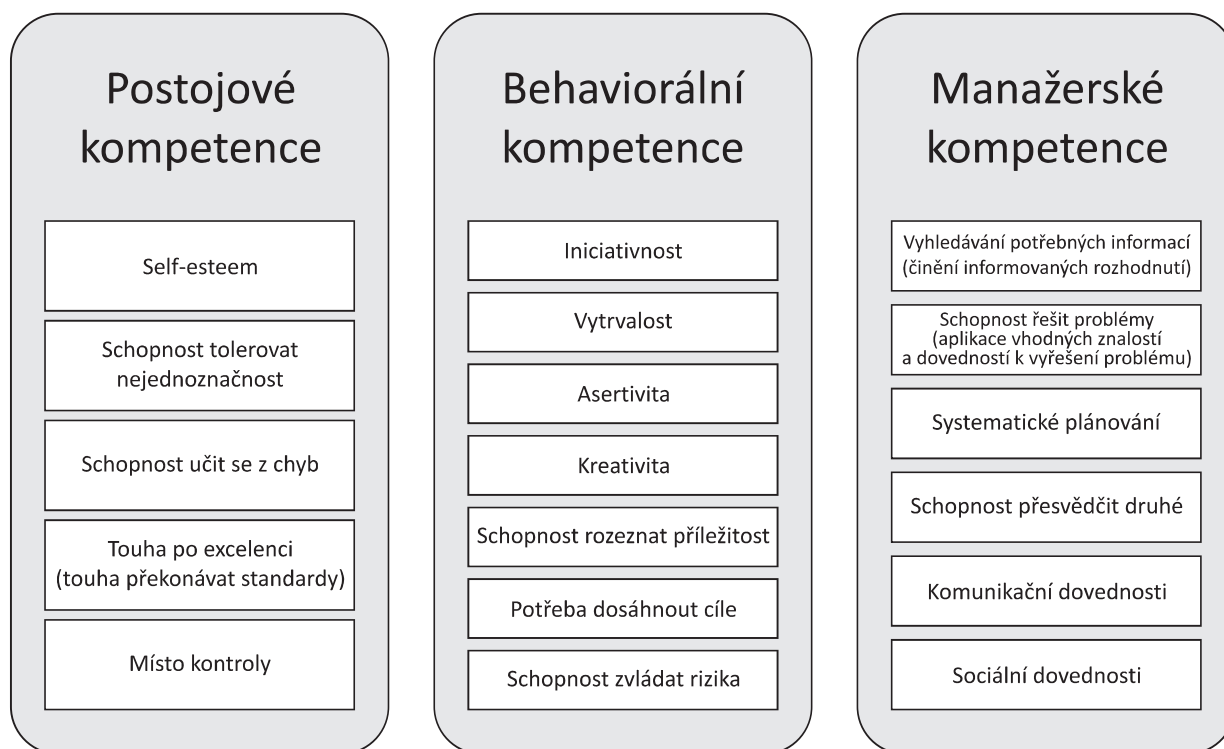 Postojové
kompetence
Self-esteem
Schopnost tolerovat
nejednoznačnost
Schopnost učit se z chyb
Touha po excelenci
(touha překonávat standardy)
Místo kontroly
Behaviorální
kompetence
Iniciativnost
Vytrvalost
Asertivita
Kreativita
Schopnost rozeznat příležitost
Potřeba dosáhnout cíle
Schopnost zvládat rizika
Manažerské
kompetence
Vyhledávání potřebných informací
(činění informovaných rozhodnutí)
Schopnost řešit problémy
(aplikace vhodných znalostí
a dovedností k vyřešení problému)
Systematické plánování
Schopnost přesvědčit druhé
Komunikační dovednosti
Sociální dovednosti